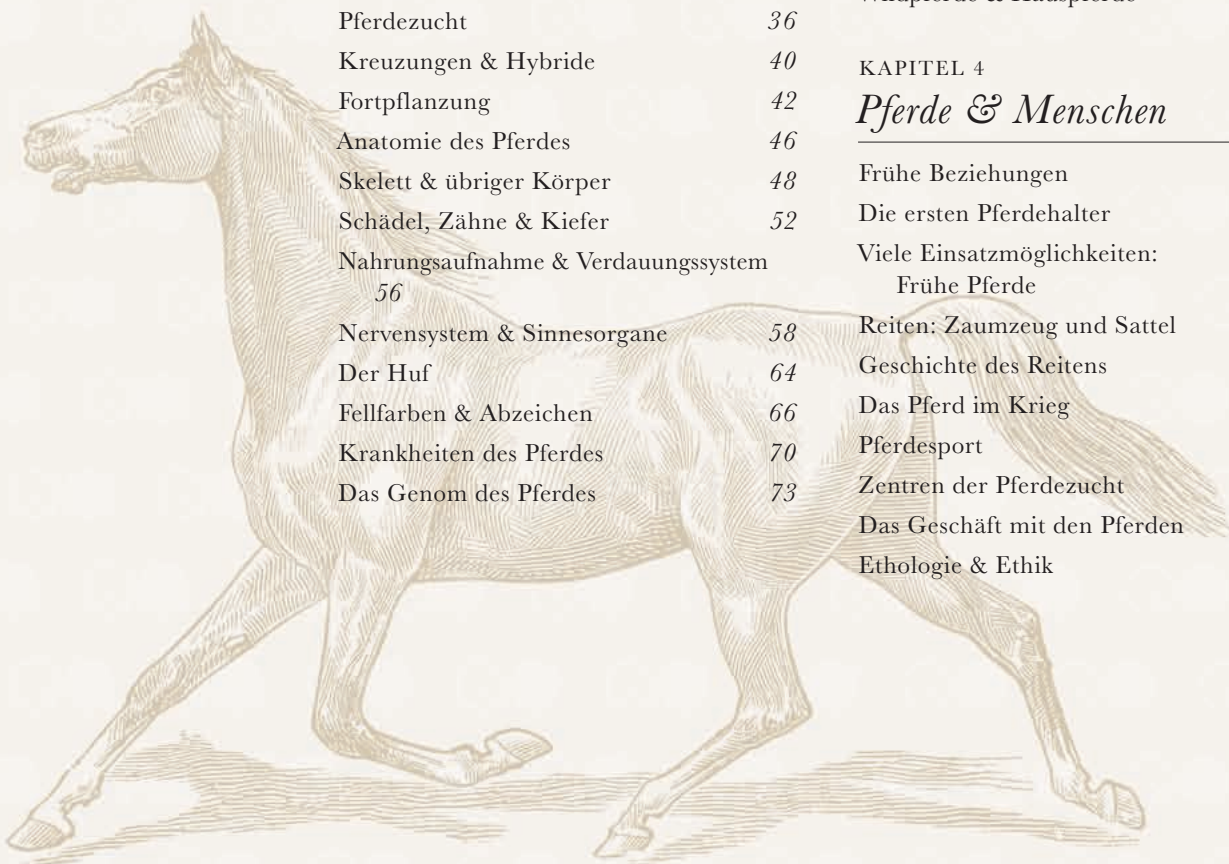 Pferdezucht 36
Kreuzungen & Hybride 40
Fortpflanzung 42
Anatomie des Pferdes 46
Skelett & übriger Körper 48
Schädel, Zähne & Kiefer 52
Nahrungsaufnahme & Verdauungssystem
56
Nervensystem & Sinnesorgane 58
Der Huf 64
Fellfarben & Abzeichen 66
Krankheiten des Pferdes 70
Das Genom des Pferdes 73
Wildpferde & Hauspferde
KAPITEL 4
Pferde & Menschen
Frühe Beziehungen
Die ersten Pferdehalter
Viele Einsatzmöglichkeiten:
Frühe Pferde
Reiten: Zaumzeug und Sattel
Geschichte des Reitens
Das Pferd im Krieg
Pferdesport
Zentren der Pferdezucht
Das Geschäft mit den Pferden
Ethologie & Ethik